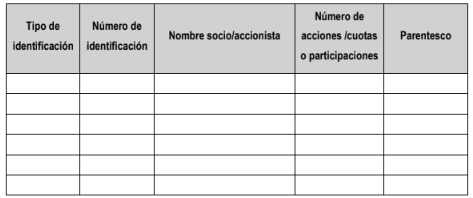 Tipo de
identificación
Número de
identificación
Nombre socio/accionista
Número de
acciones /cuotas
o participaciones
Parentesco